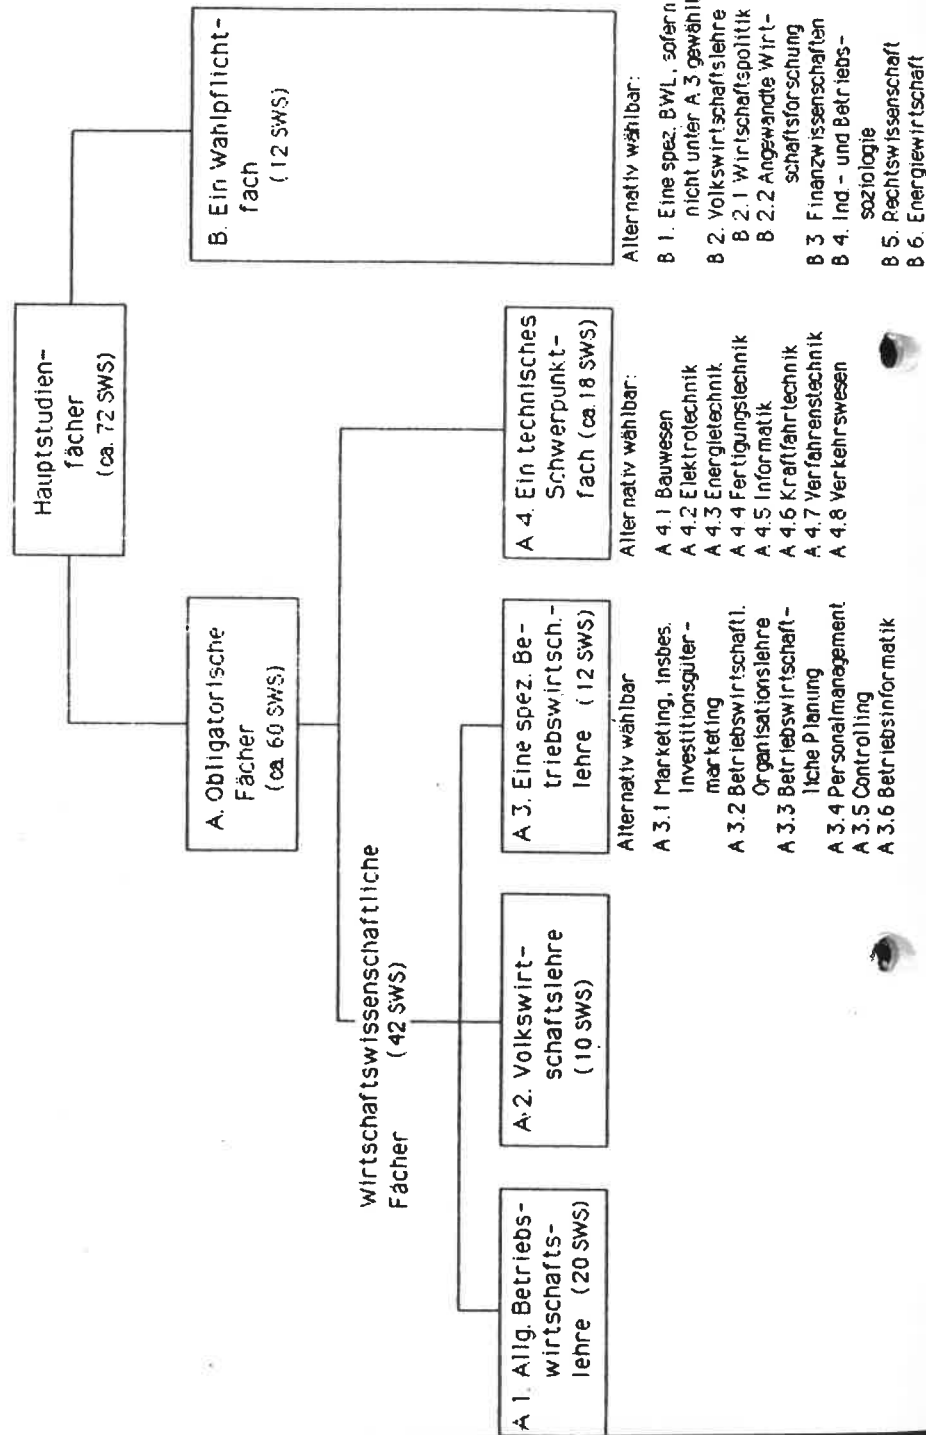 Hauptstudien-
fächer
(ca. 72 SWS)
A. Obligatorische
Fächer
(ca. 60 SWS)
B. Ein Wahlpflicht-
fach
(12 SWS)
Wirtschaftswissenschaftliche
Fächer (42 SWS)
A 1. Allg. Betriebs-
wirtschafts-
lehre (20 SWS)
A 2. Volkswirt-
schaftslehre
(10 SWS)
A 3. Eine spez. Be-
triebswirtsch.-
lehre (12 SWS)
Alternativ wählbar
A 3.1 Marketing, insbes.
Investitionsgüter-
marketing
A 3.2 Betriebswirtschaftl.
Organisationslehre
A 3.3 Betriebswirtschaft-
liche Planung
A 3.4 Personalmanagement
A 3.5 Controlling
A 3.6 Betriebsinformatik
A 4. Ein technisches
Schwerpunkt-
fach (ca. 18 SWS)
Alternativ wählbar:
A 4.1 Bauwesen
A 4.2 Elektrotechnik
A 4.3 Energietechnik
A 4.4 Fertigungstechnik
A 4.5 Informatik
A 4.6 Kraftfahrtechnik
A 4.7 Verfahrenstechnik
A 4.8 Verkehrswesen
Alternativ wählbar:
B 1. Eine spez. BWL, sofern
nicht unter A 3 gewählt
B 2. Volkswirtschaftslehre
B 2.1 Wirtschaftspolitik
B 2.2 Angewandte Wirt-
schaftsforschung
B 3 Finanzwissenschaften
B 4. Ind.- und Betriebs-
soziologie
B 5. Rechtswissenschaft
B 6. Energiewirtschaft